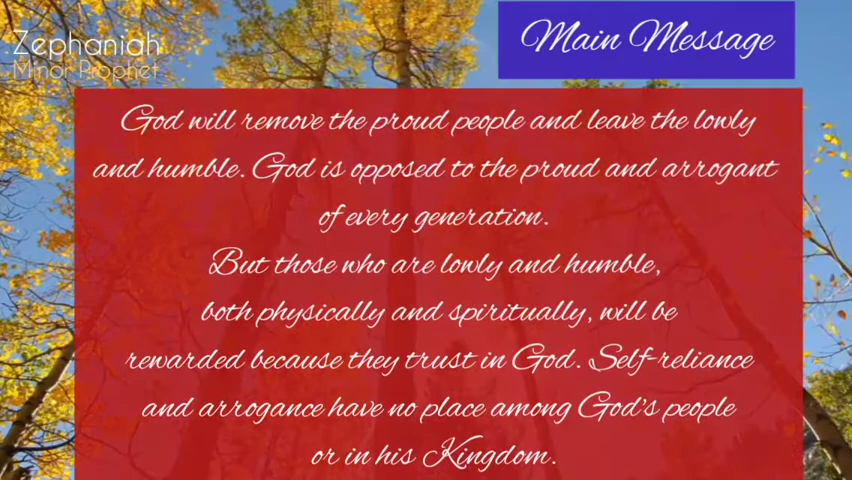 Zephaniah
Minor Prophet
Main Message
God will remove the proud people and leave the lowly
and humble. God is opposed to the proud and arrogant
of every generation.
But those who are lowly and humble,
both physically and spiritually, will be
rewarded because they trust in God. Self-reliance
and arrogance have no place among God's people
or in his Kingdom.